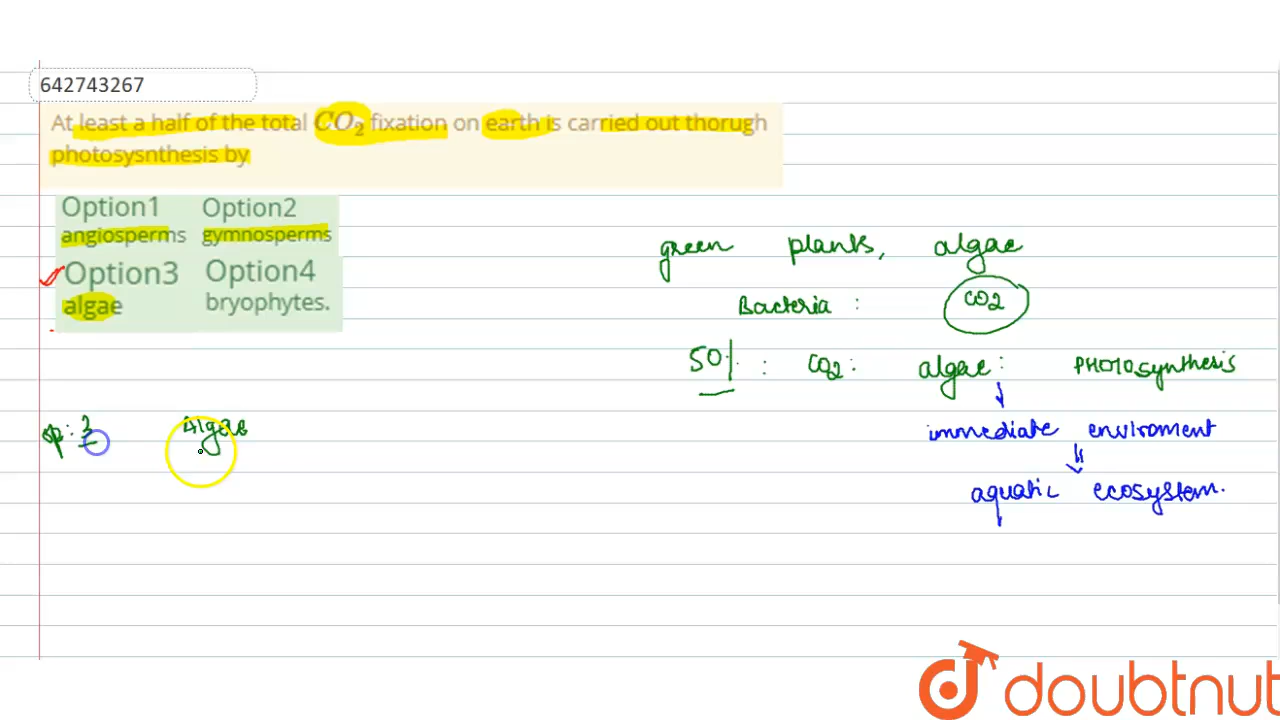 642743267
At least a half of the total CO2 fixation on earth is carried out thorugh
photosysnthesis by
Option1 Option2
angiosperms gymnosperms
Option3 Option4
algae bryophytes.
green plants, algae
Bacteria : CO2
50% : CO2 : algae : PHOTOsynthesis
immediate enviroment
aquatic ecosystem.
op: 3 Algae
doubtnut